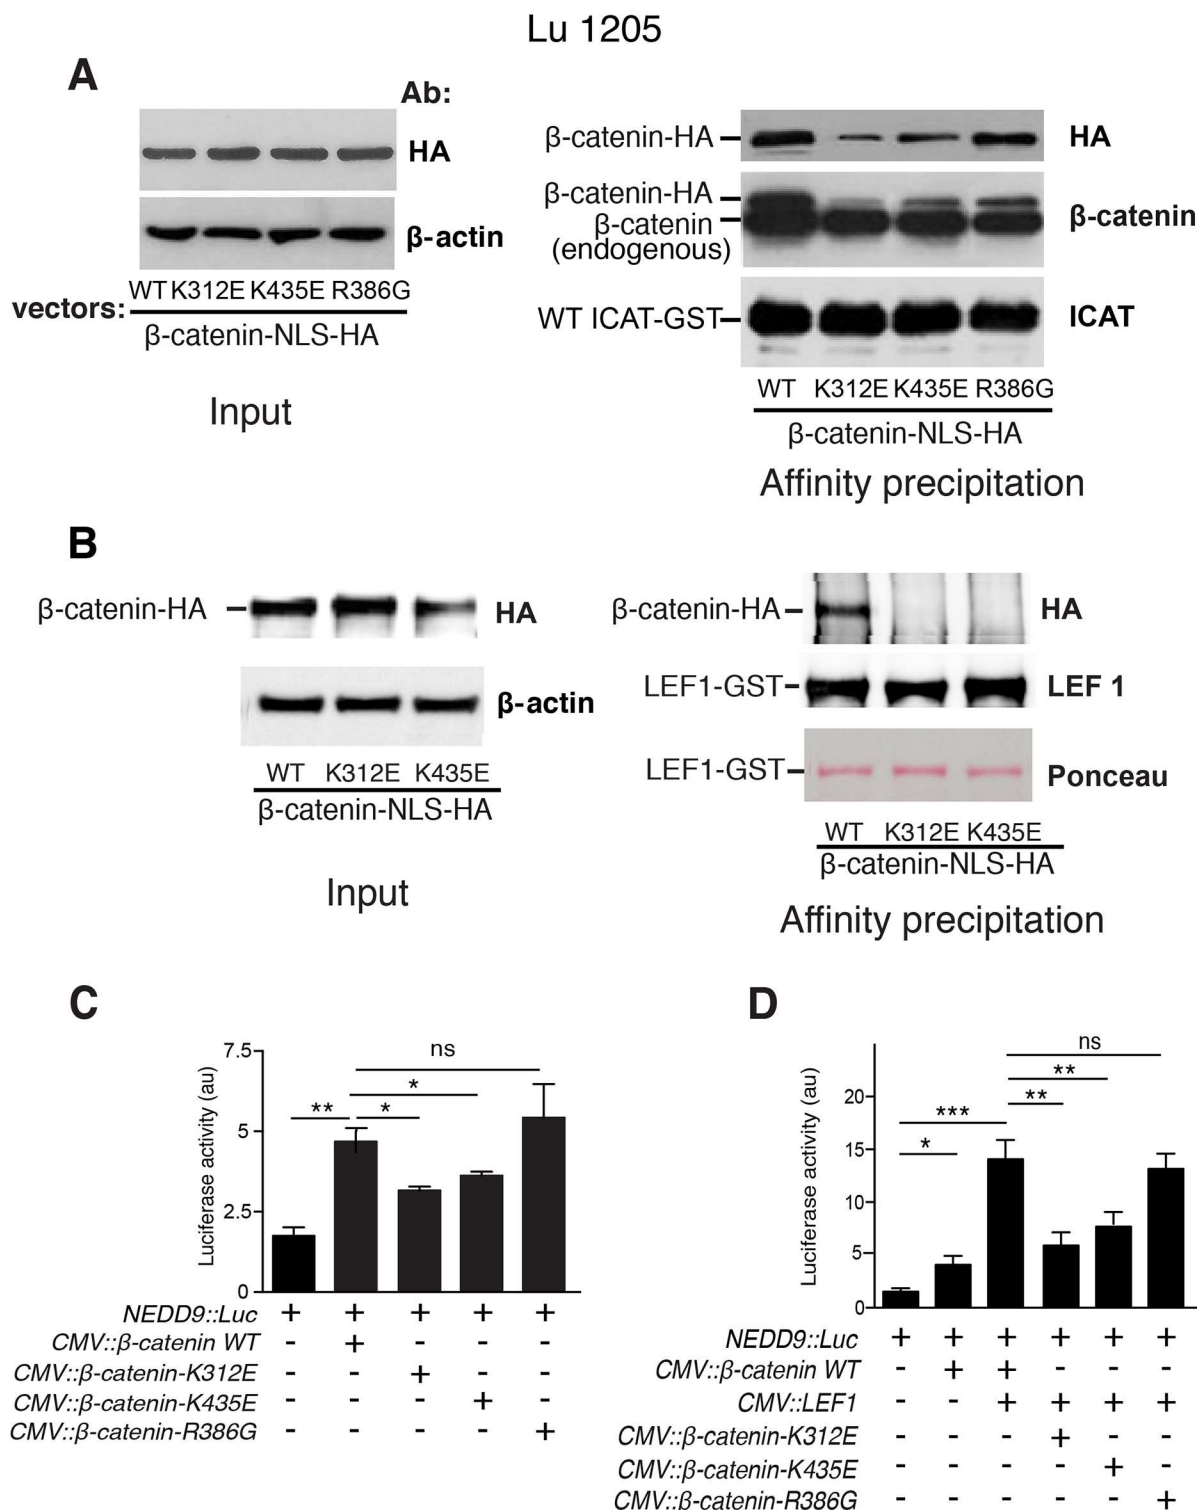 Lu 1205
A
Ab:
HA
β-actin
vectors:
WT K312E K435E R386G
β-catenin-NLS-HA
Input
β-catenin-HA
HA
β-catenin-HA
β-catenin
(endogenous)
β-catenin
WT ICAT-GST
ICAT
WT K312E K435E R386G
β-catenin-NLS-HA
Affinity precipitation
B
β-catenin-HA
HA
β-actin
WT K312E K435E
β-catenin-NLS-HA
Input
β-catenin-HA
HA
LEF1-GST
LEF 1
LEF1-GST
Ponceau
WT K312E K435E
β-catenin-NLS-HA
Affinity precipitation
C
Luciferase activity (au)
7.5
5
2.5
0
ns
*
** *
NEDD9::Luc + + + + +
CMV::β-catenin WT - + - - -
CMV::β-catenin-K312E - - + - -
CMV::β-catenin-K435E - - - + -
CMV::β-catenin-R386G - - - - +
D
Luciferase activity (au)
20
15
10
5
0
ns
**
**
***
*
NEDD9::Luc + + + + + +
CMV::β-catenin WT - + + - - -
CMV::LEF1 - - + + + +
CMV::β-catenin-K312E - - - + - -
CMV::β-catenin-K435E - - - - + -
CMV::β-catenin-R386G - - - - - +